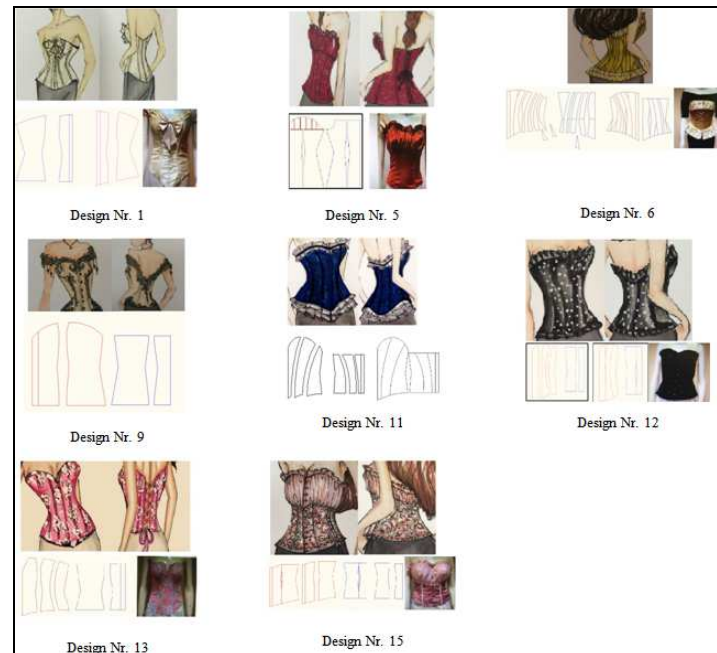 Design Nr. 1
Design Nr. 5
Design Nr. 6
Design Nr. 9
Design Nr. 11
Design Nr. 12
Design Nr. 13
Design Nr. 15